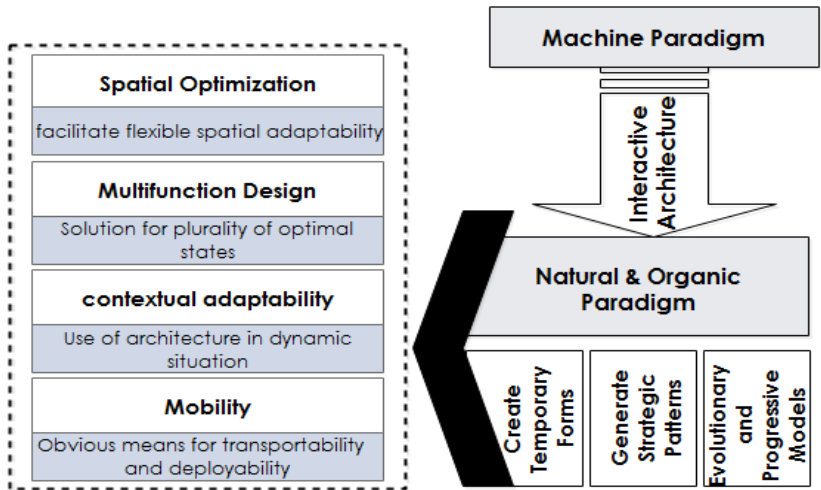 Spatial Optimization
facilitate flexible spatial adaptability
Multifunction Design
Solution for plurality of optimal
states
contextual adaptability
Use of architecture in dynamic
situation
Mobility
Obvious means for transportability
and deployability
Machine Paradigm
Interactive
Architecture
Natural & Organic
Paradigm
Create
Temporary
Forms
Generate
Strategic
Patterns
Evolutionary
and
Progressive
Models